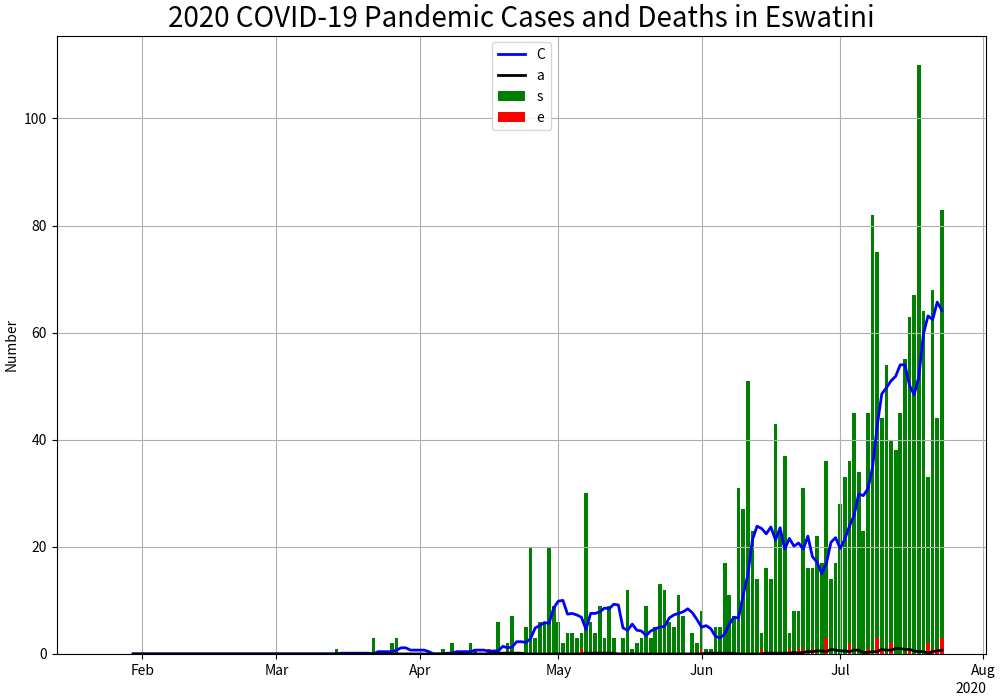 2020 COVID-19 Pandemic Cases and Deaths in Eswatini
C
a
s
e
Number
100
80
60
40
20
0
Feb Mar Apr May Jun Jul Aug
2020